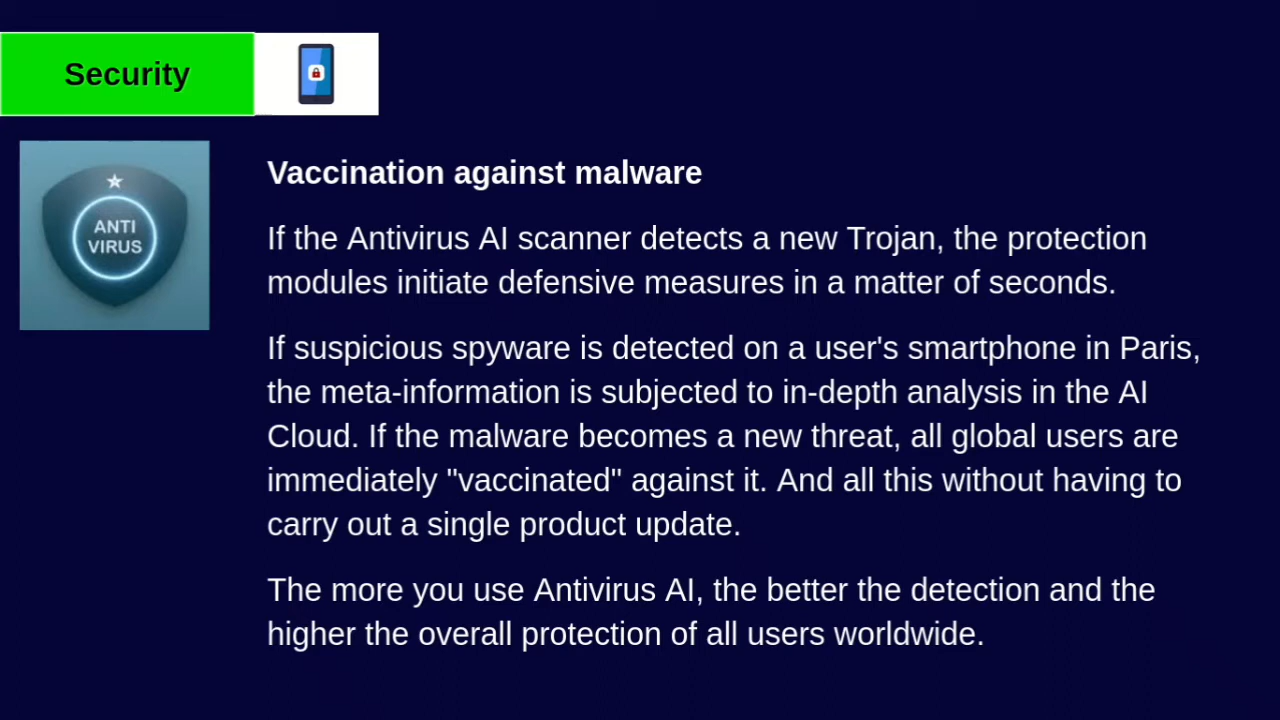 Security
ANTI
VIRUS
Vaccination against malware
If the Antivirus AI scanner detects a new Trojan, the protection
modules initiate defensive measures in a matter of seconds.
If suspicious spyware is detected on a user's smartphone in Paris,
the meta-information is subjected to in-depth analysis in the AI
Cloud. If the malware becomes a new threat, all global users are
immediately "vaccinated" against it. And all this without having to
carry out a single product update.
The more you use Antivirus AI, the better the detection and the
higher the overall protection of all users worldwide.